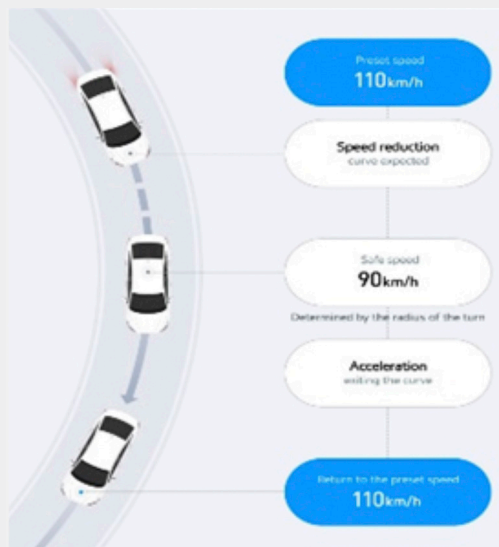 Preset speed
110km/h
Speed reduction
curve expected
Safe speed
90km/h
Determined by the radius of the turn
Acceleration
exiting the curve
Return to the preset speed
110km/h